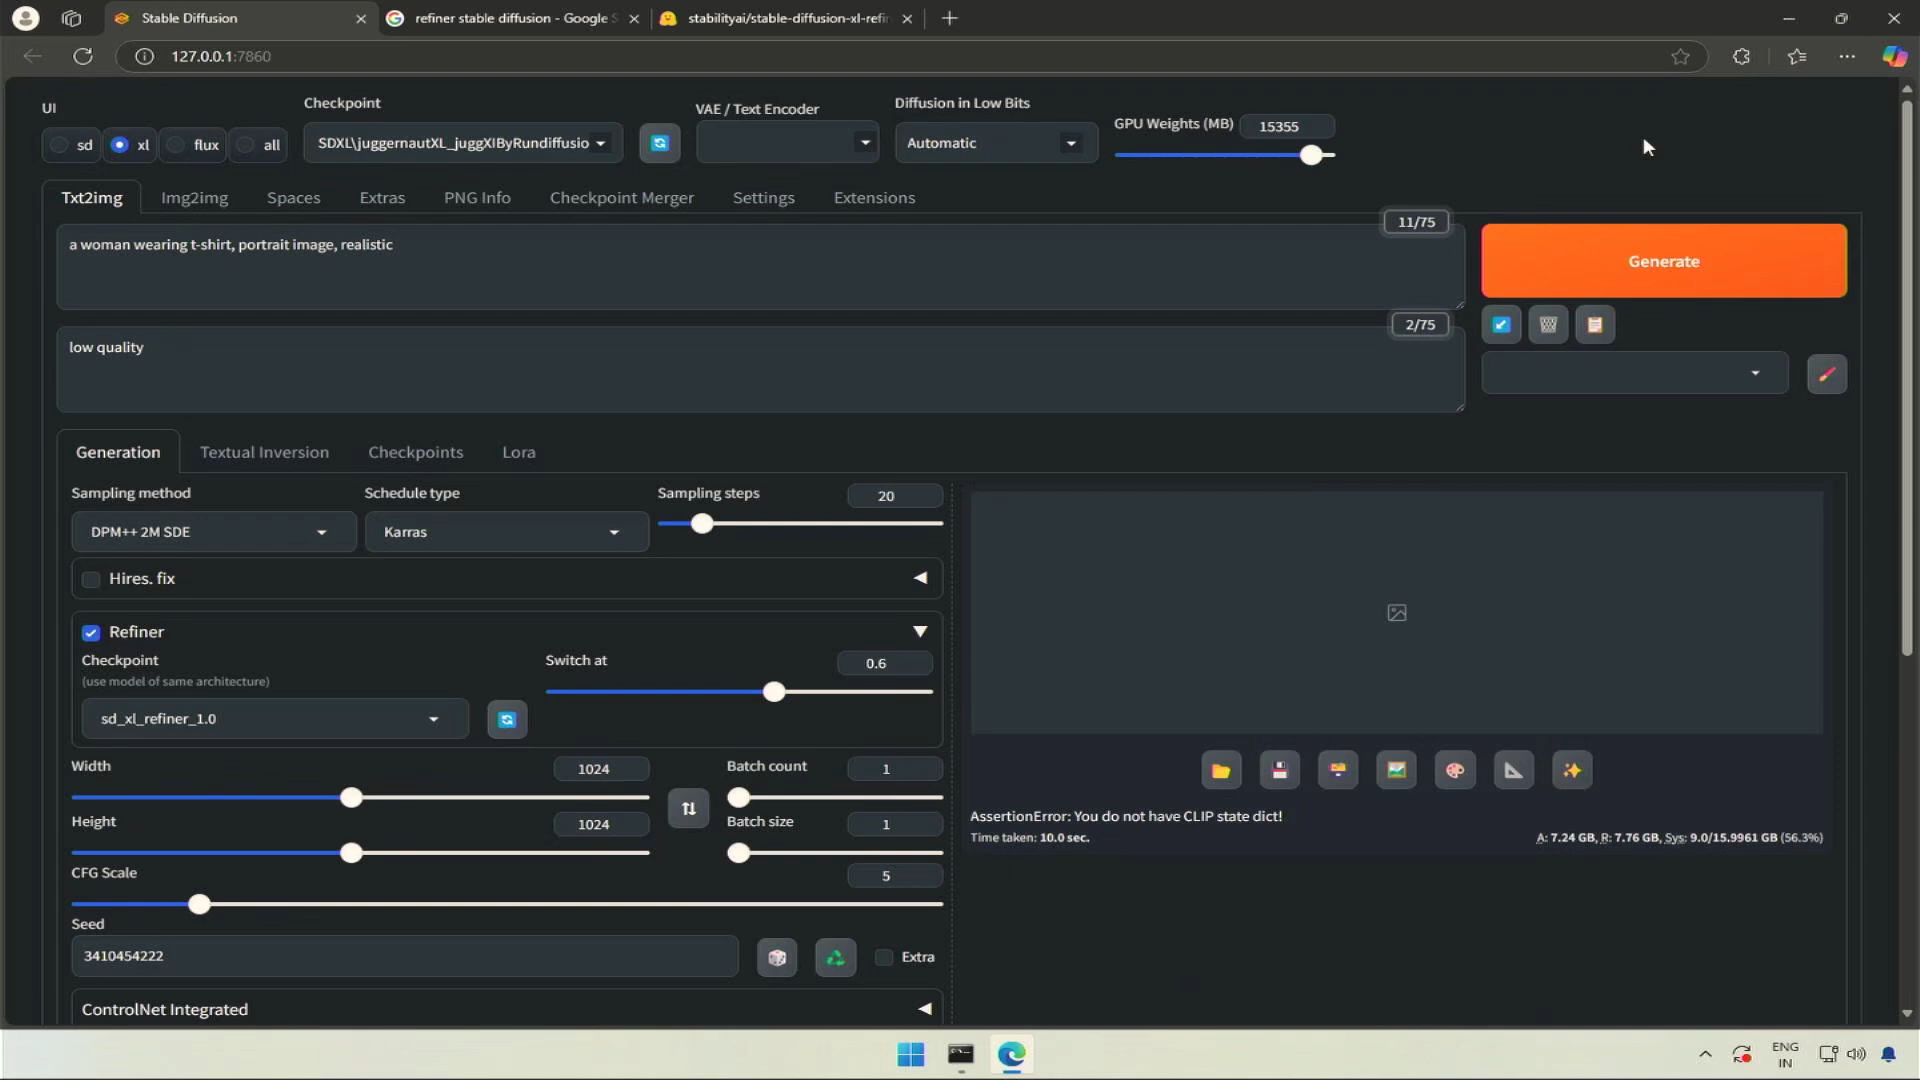 Stable Diffusion
refiner stable diffusion - Google S
stabilityai/stable-diffusion-xl-refi
127.0.0.1:7860
UI
Checkpoint
VAE / Text Encoder
Diffusion in Low Bits
GPU Weights (MB)
15355
sd
xl
flux
all
SDXL\juggernautXL_juggXIByRundiffusio
Automatic
Txt2img
Img2img
Spaces
Extras
PNG Info
Checkpoint Merger
Settings
Extensions
11/75
a woman wearing t-shirt, portrait image, realistic
Generate
2/75
low quality
Generation
Textual Inversion
Checkpoints
Lora
Sampling method
Schedule type
Sampling steps
20
DPM++ 2M SDE
Karras
Hires. fix
Refiner
Checkpoint
(use model of same architecture)
Switch at
0.6
sd_xl_refiner_1.0
Width
1024
Batch count
1
Height
1024
Batch size
1
CFG Scale
5
Seed
3410454222
Extra
ControlNet Integrated
AssertionError: You do not have CLIP state dict!
Time taken: 10.0 sec.
A: 7.24 GB, R: 7.76 GB, Sys: 9.0/15.9961 GB (56.3%)
ENG
IN